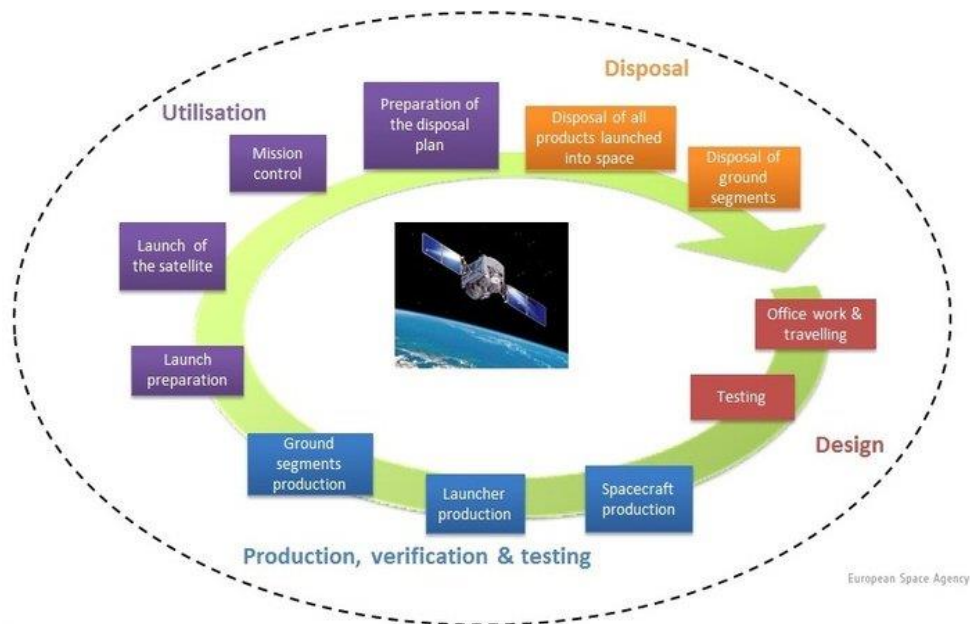 Disposal
Utilisation
Preparation of
the disposal
plan
Disposal of all
products launched
into space
Mission
control
Disposal of
ground
segments
Launch of
the satellite
Office work &
travelling
Launch
preparation
Testing
Design
Ground
segments
production
Launcher
production
Spacecraft
production
Production, verification & testing
European Space Agency